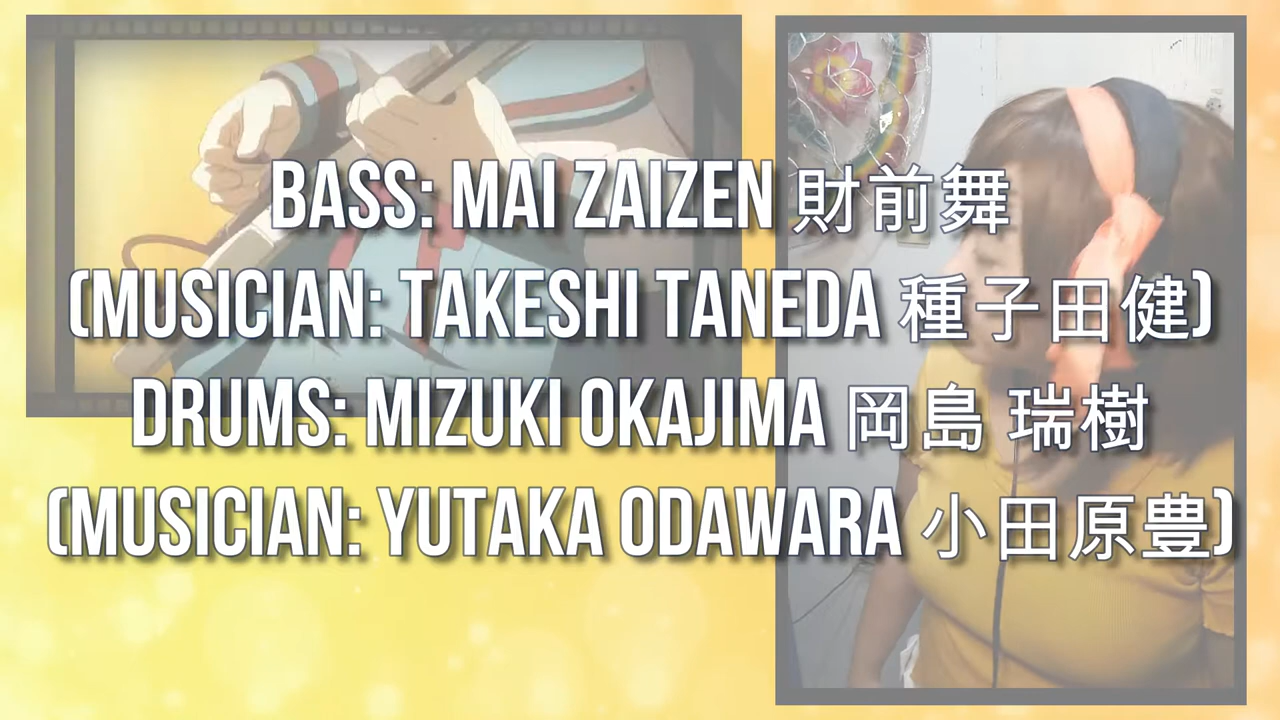 BASS: MAI ZAIZEN 財前舞
(MUSICIAN: TAKESHI TANEDA 種子田健)
DRUMS: MIZUKI OKAJIMA 岡島 瑞樹
(MUSICIAN: YUTAKA ODAWARA 小田原豊)